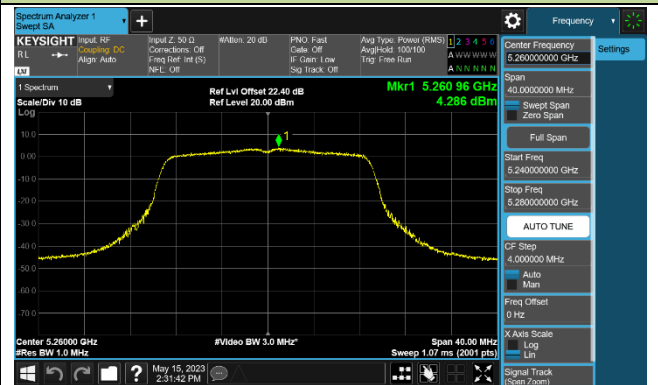 Spectrum Analyzer 1
Swept SA
+
Frequency
KEYSIGHT
RL
LXI
Input: RF
Coupling: DC
Align: Auto
Input Z: 50 Ω
Corrections: Off
Freq Ref: Int (S)
NFE: Off
#Atten: 20 dB
PNO: Fast
Gate: Off
IF Gain: Low
Sig Track: Off
Avg Type: Power (RMS)
Avg|Hold: 100/100
Trig: Free Run
1 2 3 4 5 6
A W W W W W
A N N N N N
1 Spectrum
Scale/Div 10 dB
Log
Ref Lvl Offset 22.40 dB
Ref Level 20.00 dBm
Mkr1 5.260 96 GHz
4.286 dBm
1
10.0
0.00
-10.0
-20.0
-30.0
-40.0
-50.0
-60.0
-70.0
Center 5.26000 GHz
#Res BW 1.0 MHz
#Video BW 3.0 MHz*
Span 40.00 MHz
Sweep 1.07 ms (2001 pts)
May 15, 2023
2:31:42 PM
?
Center Frequency
5.260000000 GHz
Settings
Span
40.0000000 MHz
Swept Span
Zero Span
Full Span
Start Freq
5.240000000 GHz
Stop Freq
5.280000000 GHz
AUTO TUNE
CF Step
4.000000 MHz
Auto
Man
Freq Offset
0 Hz
X Axis Scale
Log
Lin
Signal Track
(Span Zoom)